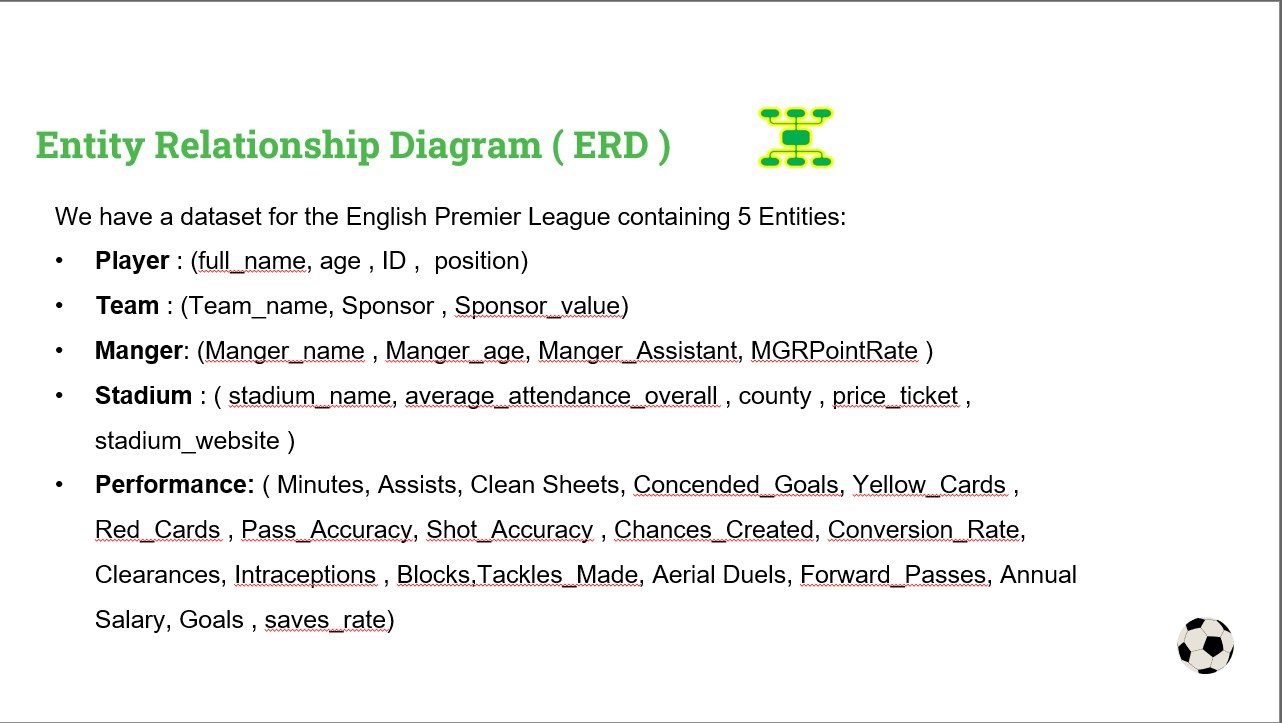 Entity Relationship Diagram ( ERD )
We have a dataset for the English Premier League containing 5 Entities:
• Player : (full_name, age , ID ,  position)
• Team : (Team_name, Sponsor , Sponsor_value)
• Manger: (Manger_name , Manger_age, Manger_Assistant, MGRPointRate )
• Stadium : ( stadium_name, average_attendance_overall , county , price_ticket ,
stadium_website )
• Performance: ( Minutes, Assists, Clean Sheets, Concended_Goals, Yellow_Cards ,
Red_Cards , Pass_Accuracy, Shot_Accuracy , Chances_Created, Conversion_Rate,
Clearances, Intraceptions , Blocks,Tackles_Made, Aerial Duels, Forward_Passes, Annual
Salary, Goals , saves_rate)